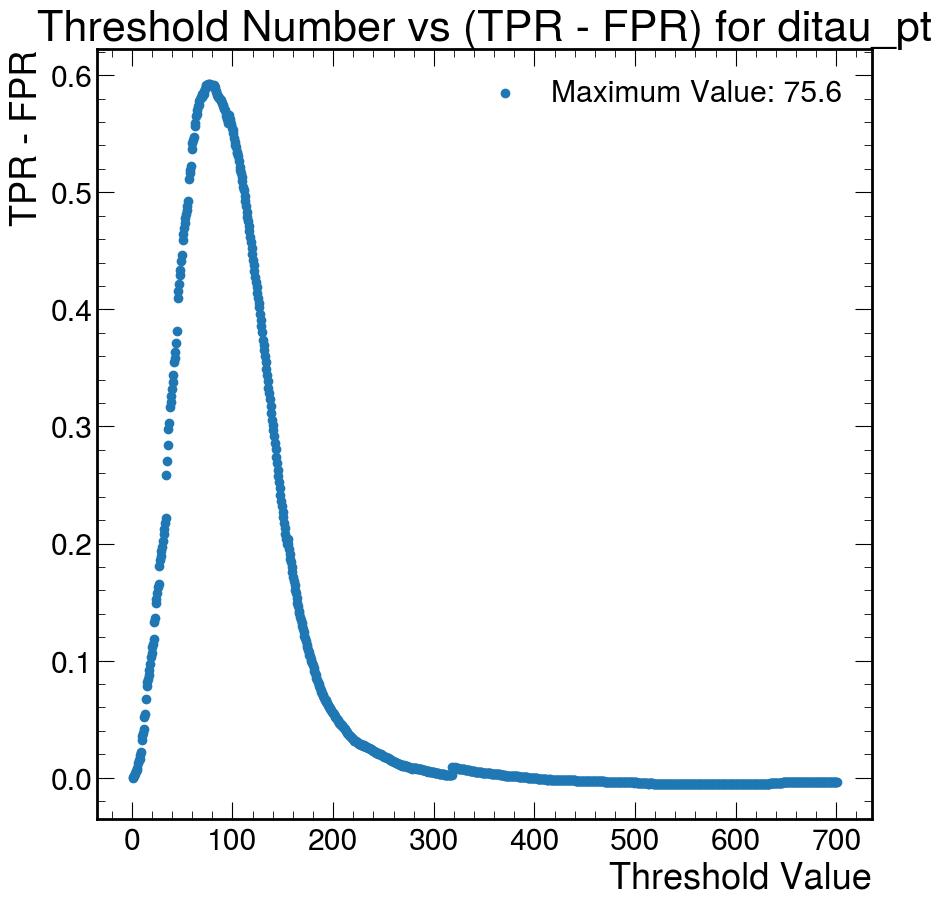 Threshold Number vs (TPR - FPR) for ditau_pt
TPR - FPR
Maximum Value: 75.6
0.6
0.5
0.4
0.3
0.2
0.1
0.0
0 100 200 300 400 500 600 700
Threshold Value